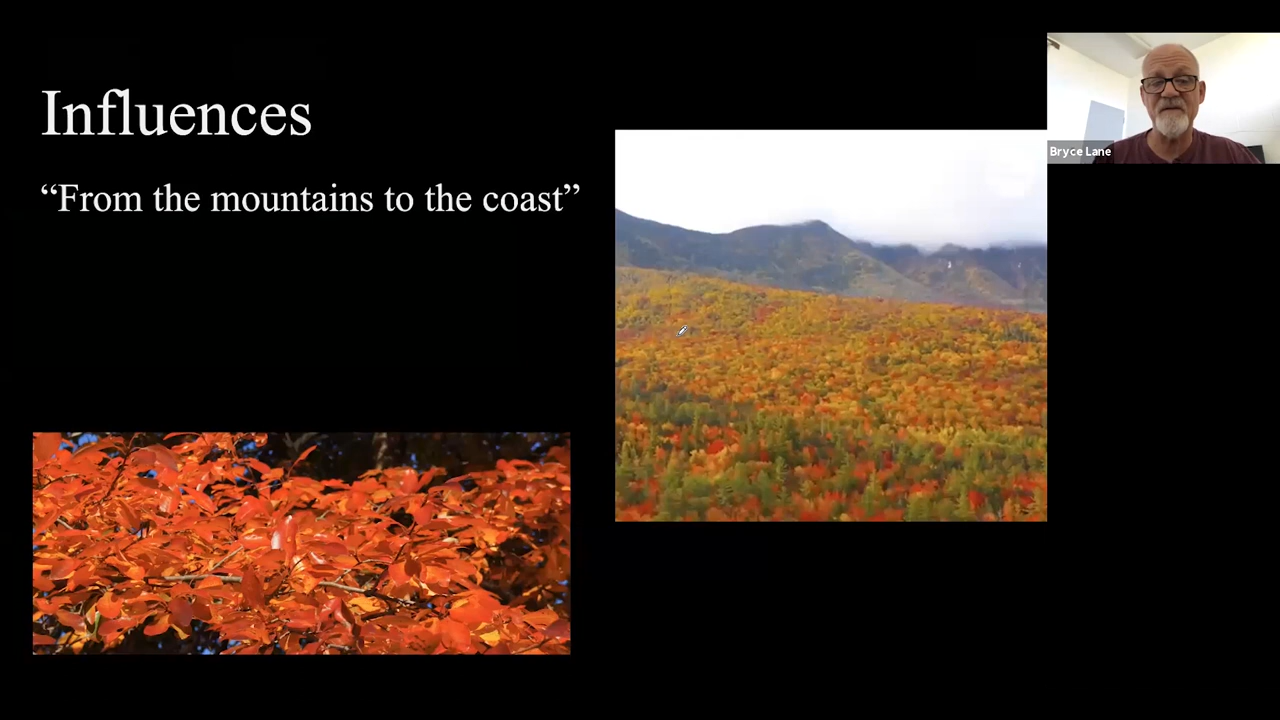 Influences
“From the mountains to the coast”
Bryce Lane